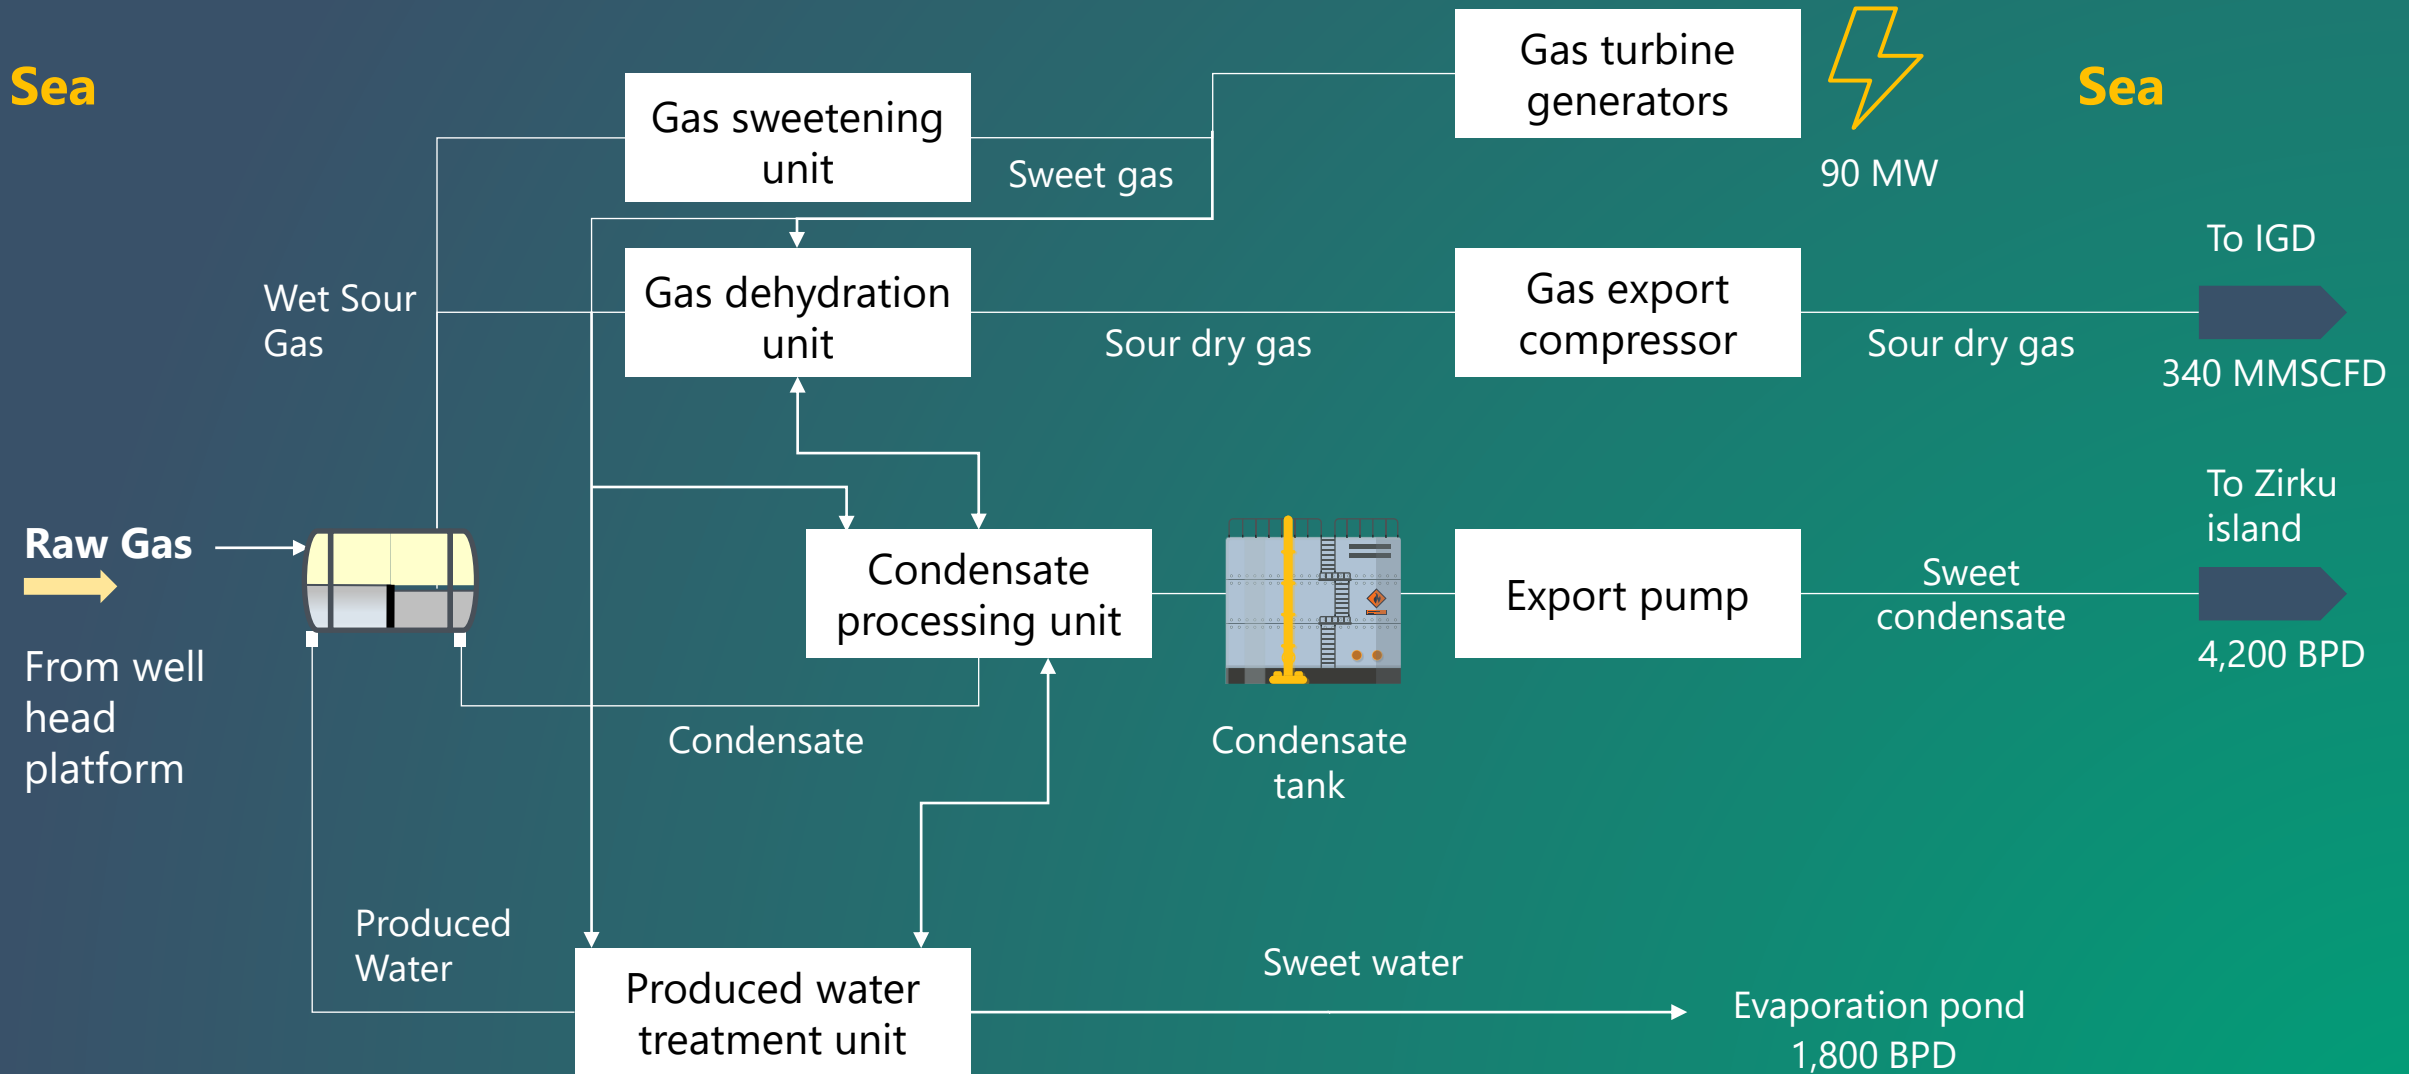 Sea
Gas sweetening
unit
Sweet gas
Gas turbine
generators
90 MW
Sea
Wet Sour
Gas
Gas dehydration
unit
Sour dry gas
Gas export
compressor
Sour dry gas
To IGD
340 MMSCFD
Raw Gas
From well
head
platform
Condensate
processing unit
Condensate
Condensate
tank
Export pump
Sweet
condensate
To Zirku
island
4,200 BPD
Produced
Water
Produced water
treatment unit
Sweet water
Evaporation pond
1,800 BPD